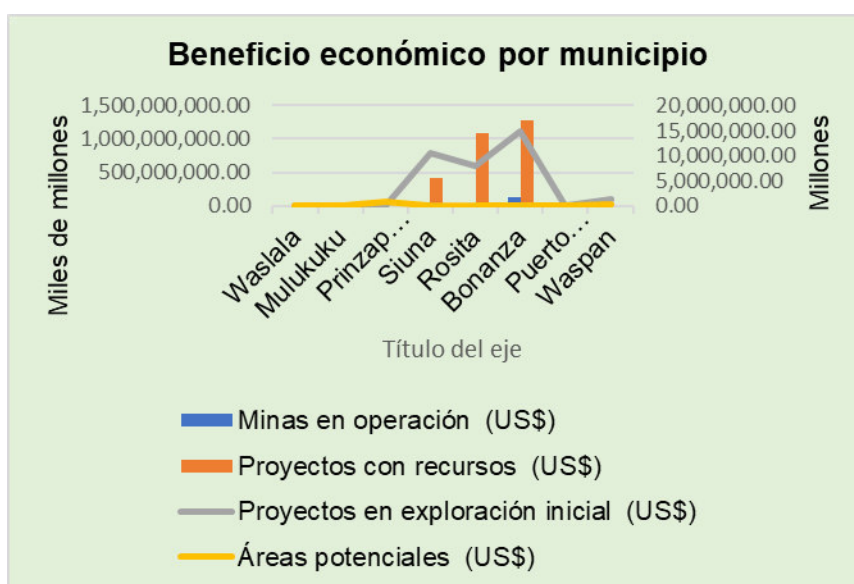 Beneficio económico por municipio
Miles de millones
1,500,000,000.00
1,000,000,000.00
500,000,000.00
0.00
20,000,000.00
15,000,000.00
10,000,000.00
5,000,000.00
0.00
Millones
Waslala
Mulukuku
Prinzap...
Siuna
Rosita
Bonanza
Puerto...
Waspan
Título del eje
Minas en operación (US$)
Proyectos con recursos (US$)
Proyectos en exploración inicial (US$)
Áreas potenciales (US$)